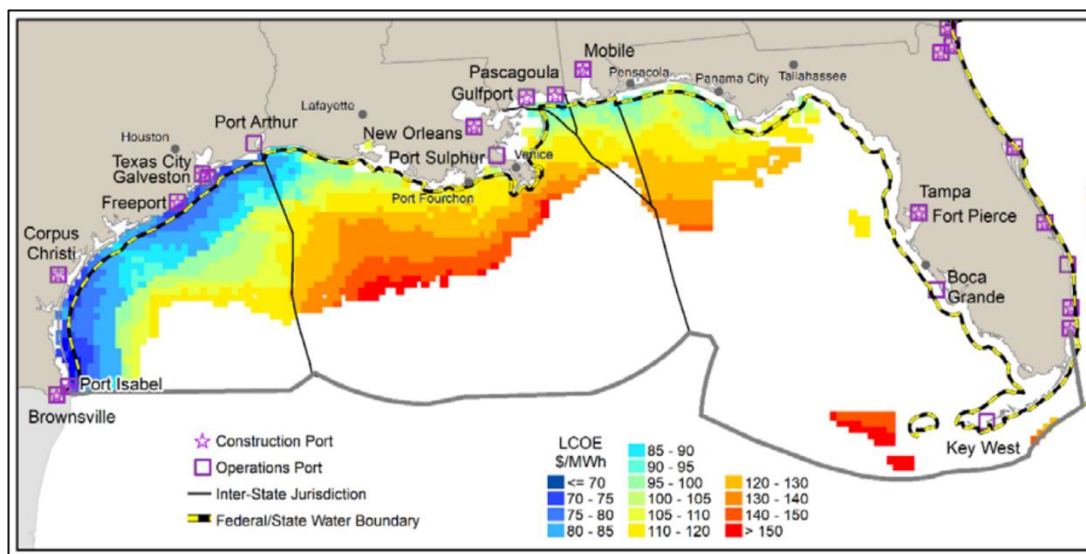 Mobile
Pascagoula
Pensacola
Panama City
Tallahassee
Gulfport
Lafayette
Houston
Port Arthur
New Orleans
Texas City
Galveston
Port Sulphur
Venice
Freeport
Port Fourchon
Tampa
Fort Pierce
Corpus
Christi
Boca
Grande
Port Isabel
Brownsville
Key West
Construction Port
Operations Port
Inter-State Jurisdiction
Federal/State Water Boundary
LCOE
$/MWh
<= 70
70 - 75
75 - 80
80 - 85
85 - 90
90 - 95
95 - 100
100 - 105
105 - 110
110 - 120
120 - 130
130 - 140
140 - 150
> 150